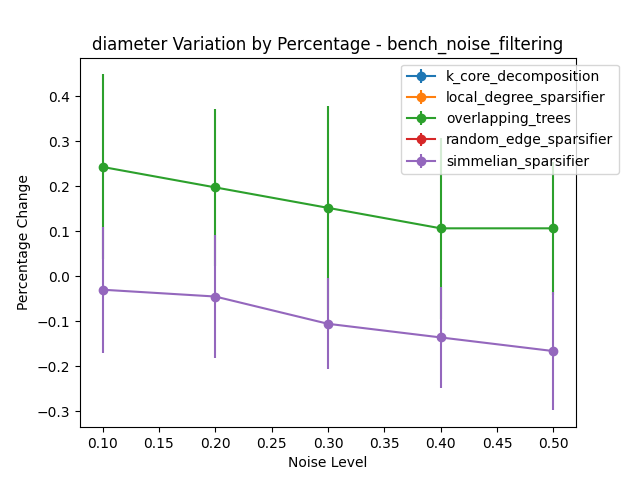 diameter Variation by Percentage - bench_noise_filtering
k_core_decomposition
local_degree_sparsifier
overlapping_trees
random_edge_sparsifier
simmelian_sparsifier
Percentage Change
0.4
0.3
0.2
0.1
0.0
−0.1
−0.2
−0.3
0.10 0.15 0.20 0.25 0.30 0.35 0.40 0.45 0.50
Noise Level